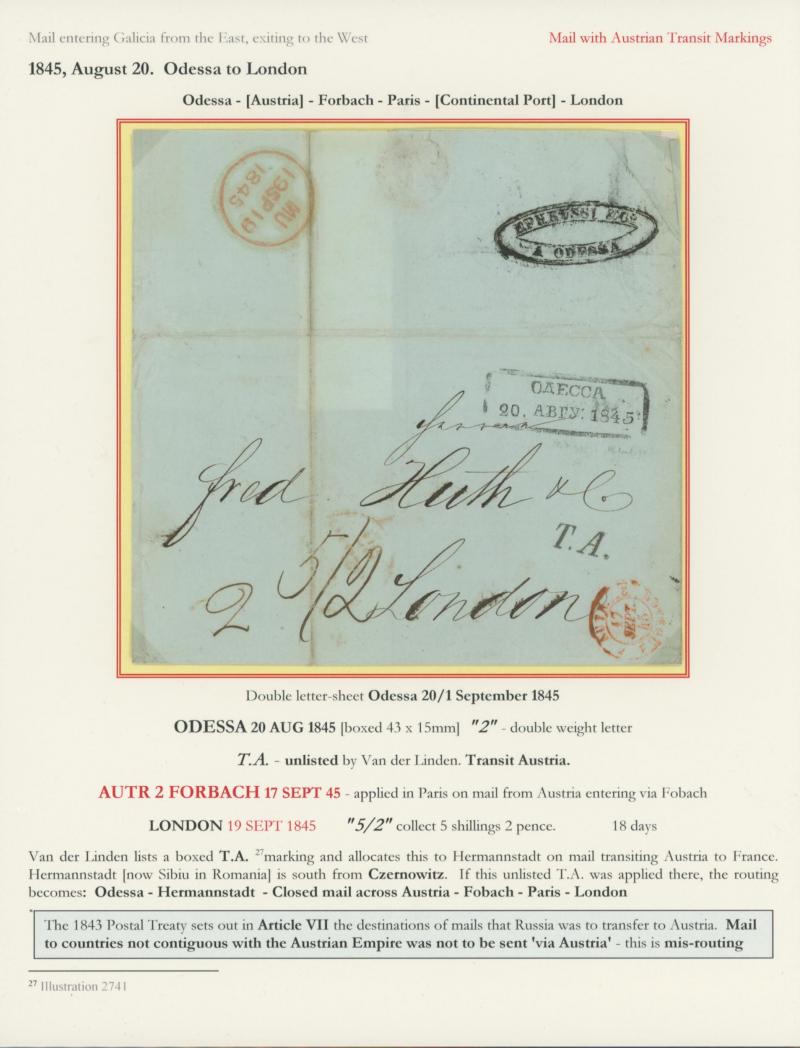 Mail entering Galicia from the East, exiting to the West
Mail with Austrian Transit Markings
1845, August 20. Odessa to London
Odessa - [Austria] - Forbach - Paris - [Continental Port] - London
MU
19SP19
1845
EPHRUSSI & Co
A ODESSA
ОДЕССА
20. АВГУ: 1845
Herren
fred Huth & C
T.A.
2 5/2 London
17
SEPT.
45
Double letter-sheet Odessa 20/1 September 1845
ODESSA 20 AUG 1845 [boxed 43 x 15mm] "2" - double weight letter
T.A. - unlisted by Van der Linden. Transit Austria.
AUTR 2 FORBACH 17 SEPT 45 - applied in Paris on mail from Austria entering via Fobach
LONDON 19 SEPT 1845 "5/2" collect 5 shillings 2 pence. 18 days
Van der Linden lists a boxed T.A. 27marking and allocates this to Hermannstadt on mail transiting Austria to France.
Hermannstadt [now Sibiu in Romania] is south from Czernowitz. If this unlisted T.A. was applied there, the routing
becomes: Odessa - Hermannstadt - Closed mail across Austria - Fobach - Paris - London
The 1843 Postal Treaty sets out in Article VII the destinations of mails that Russia was to transfer to Austria. Mail
to countries not contiguous with the Austrian Empire was not to be sent 'via Austria' - this is mis-routing
27 Illustration 2741